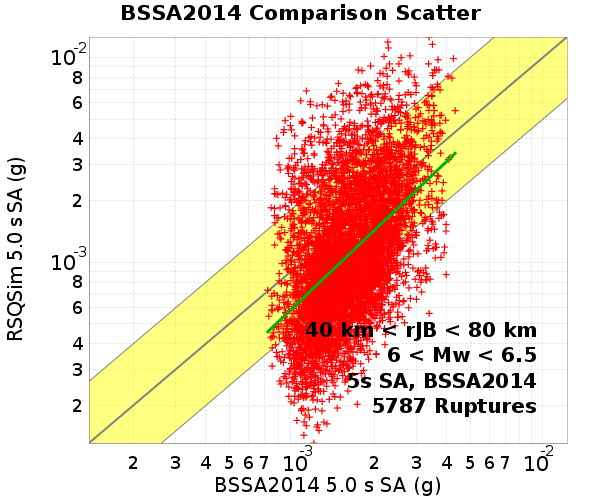 BSSA2014 Comparison Scatter
RSQSim 5.0 s SA (g)
10⁻²
8
6
4
3
2
10⁻³
8
6
4
3
2
40 km < rJB < 80 km
6 < Mw < 6.5
5s SA, BSSA2014
5787 Ruptures
2 3 4 5 6 7 10⁻³ 2 3 4 5 6 7 10⁻²
BSSA2014 5.0 s SA (g)